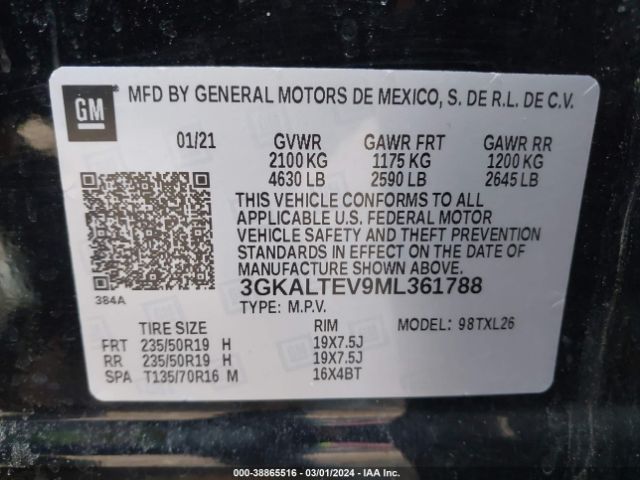 GM MFD BY GENERAL MOTORS DE MEXICO, S. DE R.L. DE C.V.
01/21 GVWR GAWR FRT GAWR RR
2100 KG 1175 KG 1200 KG
4630 LB 2590 LB 2645 LB
THIS VEHICLE CONFORMS TO ALL
APPLICABLE U.S. FEDERAL MOTOR
VEHICLE SAFETY AND THEFT PREVENTION
STANDARDS IN EFFECT ON THE DATE OF
MANUFACTURE SHOWN ABOVE.
3GKALTEV9ML361788
384A
TYPE: M.P.V.
TIRE SIZE RIM MODEL: 98TXL26
FRT 235/50R19 H 19X7.5J
RR 235/50R19 H 19X7.5J
SPA T135/70R16 M 16X4BT
000-38865516 - 03/01/2024 - IAA Inc.